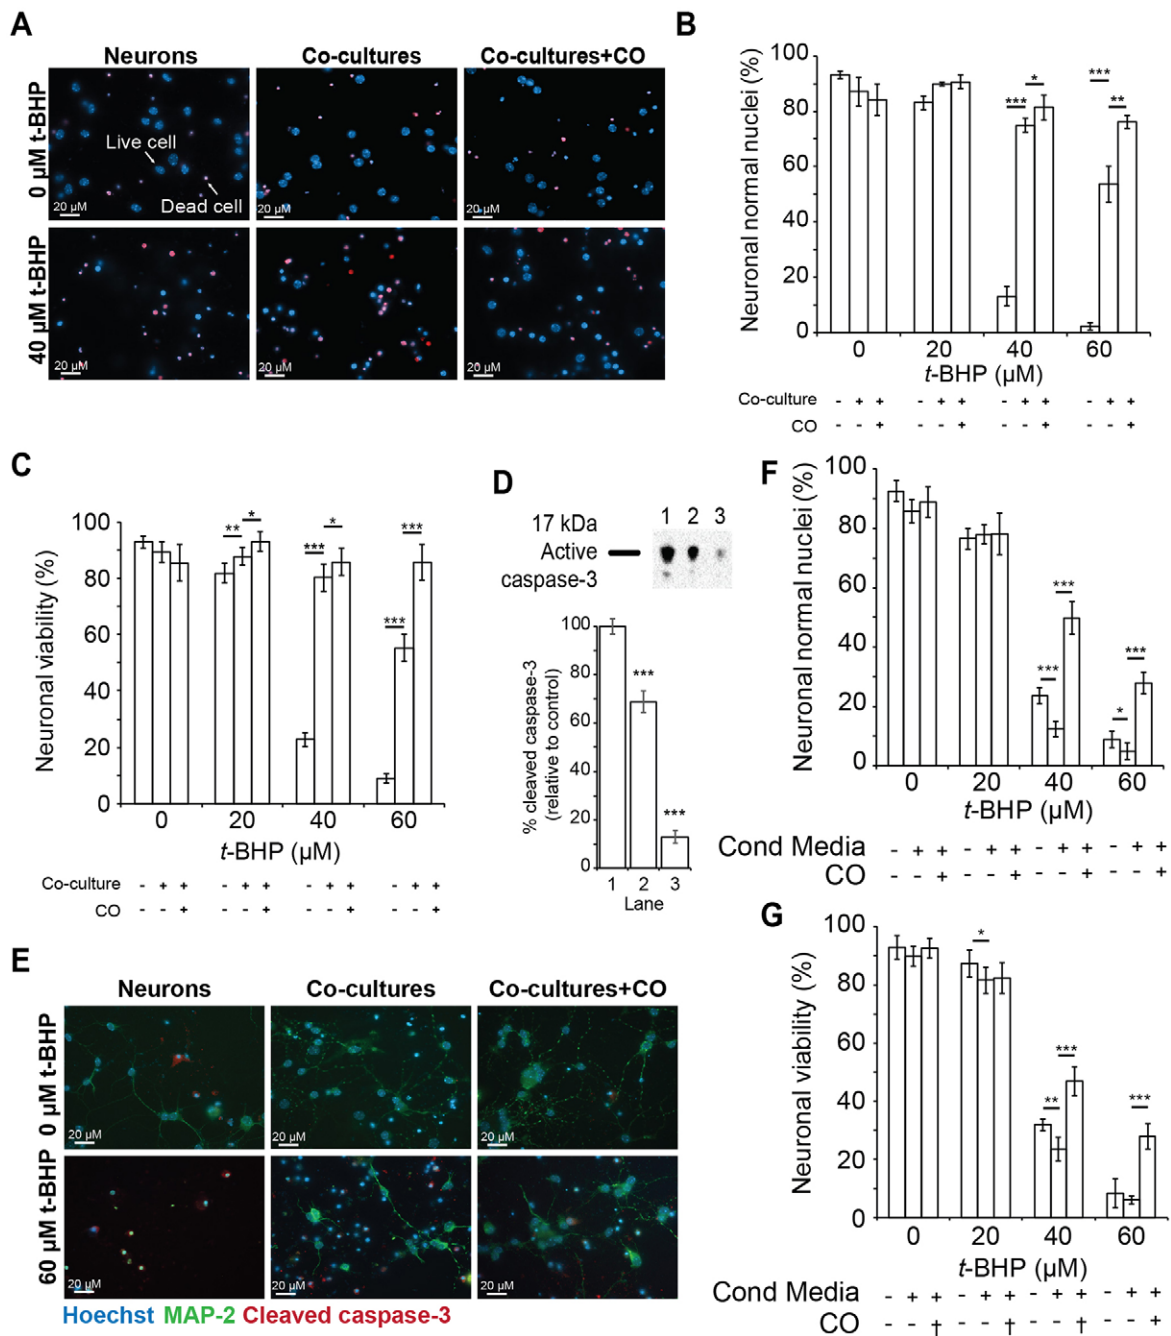 A
Neurons Co-cultures Co-cultures+CO
0 µM t-BHP
Live cell
Dead cell
20 µM 20 µM 20 µM
40 µM t-BHP
20 µM 20 µM 20 µM
B
Neuronal normal nuclei (%)
100
80
60
40
20
0
*** * *** **
0 20 40 60
t-BHP (µM)
Co-culture - + + - + + - + + - + +
CO - - + - - + - - + - - +
C
Neuronal viability (%)
100
80
60
40
20
0
** * *** * *** ***
0 20 40 60
t-BHP (µM)
Co-culture - + + - + + - + + - + +
CO - - + - - + - - + - - +
D
1 2 3
17 kDa
Active
caspase-3
% cleaved caspase-3
(relative to control)
100
80
60
40
20
0
*** ***
1 2 3
Lane
E
Neurons Co-cultures Co-cultures+CO
0 µM t-BHP
20 µM 20 µM 20 µM
60 µM t-BHP
20 µM 20 µM 20 µM
Hoechst MAP-2 Cleaved caspase-3
F
Neuronal normal nuclei (%)
100
80
60
40
20
0
*** *** * ***
0 20 40 60
t-BHP (µM)
Cond Media - + + - + + - + + - + +
CO - - + - - + - - + - - +
G
Neuronal viability (%)
100
80
60
40
20
0
* ** *** ***
0 20 40 60
t-BHP (µM)
Cond Media - + + - + + - + + - + +
CO - - † - - † - - † - - +